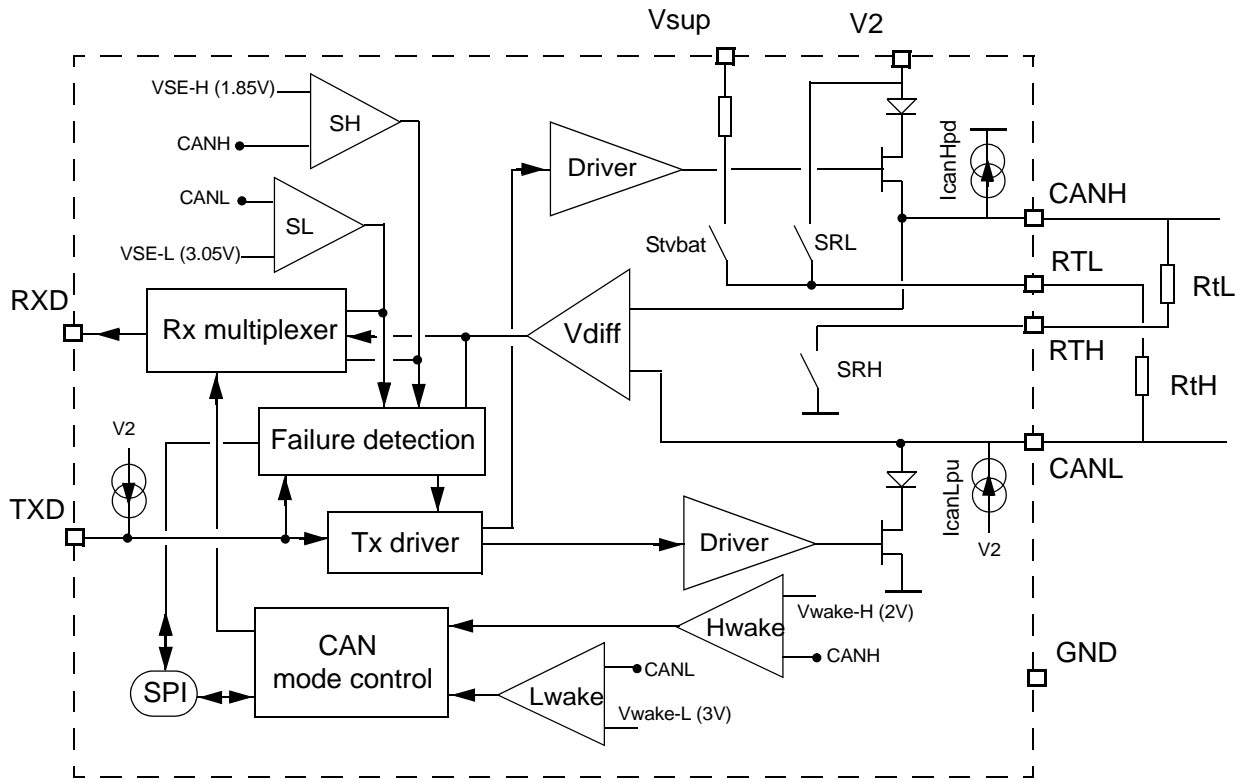 Vsup
V2
VSE-H (1.85V)
SH
CANH
CANL
SL
VSE-L (3.05V)
Driver
IcanHpd
CANH
Stvbat
SRL
RTL
RtL
RXD
Rx multiplexer
Vdiff
RTH
SRH
RtH
V2
Failure detection
CANL
IcanLpu
TXD
Tx driver
Driver
V2
CAN
mode control
Hwake
Vwake-H (2V)
CANH
GND
SPI
Lwake
CANL
Vwake-L (3V)